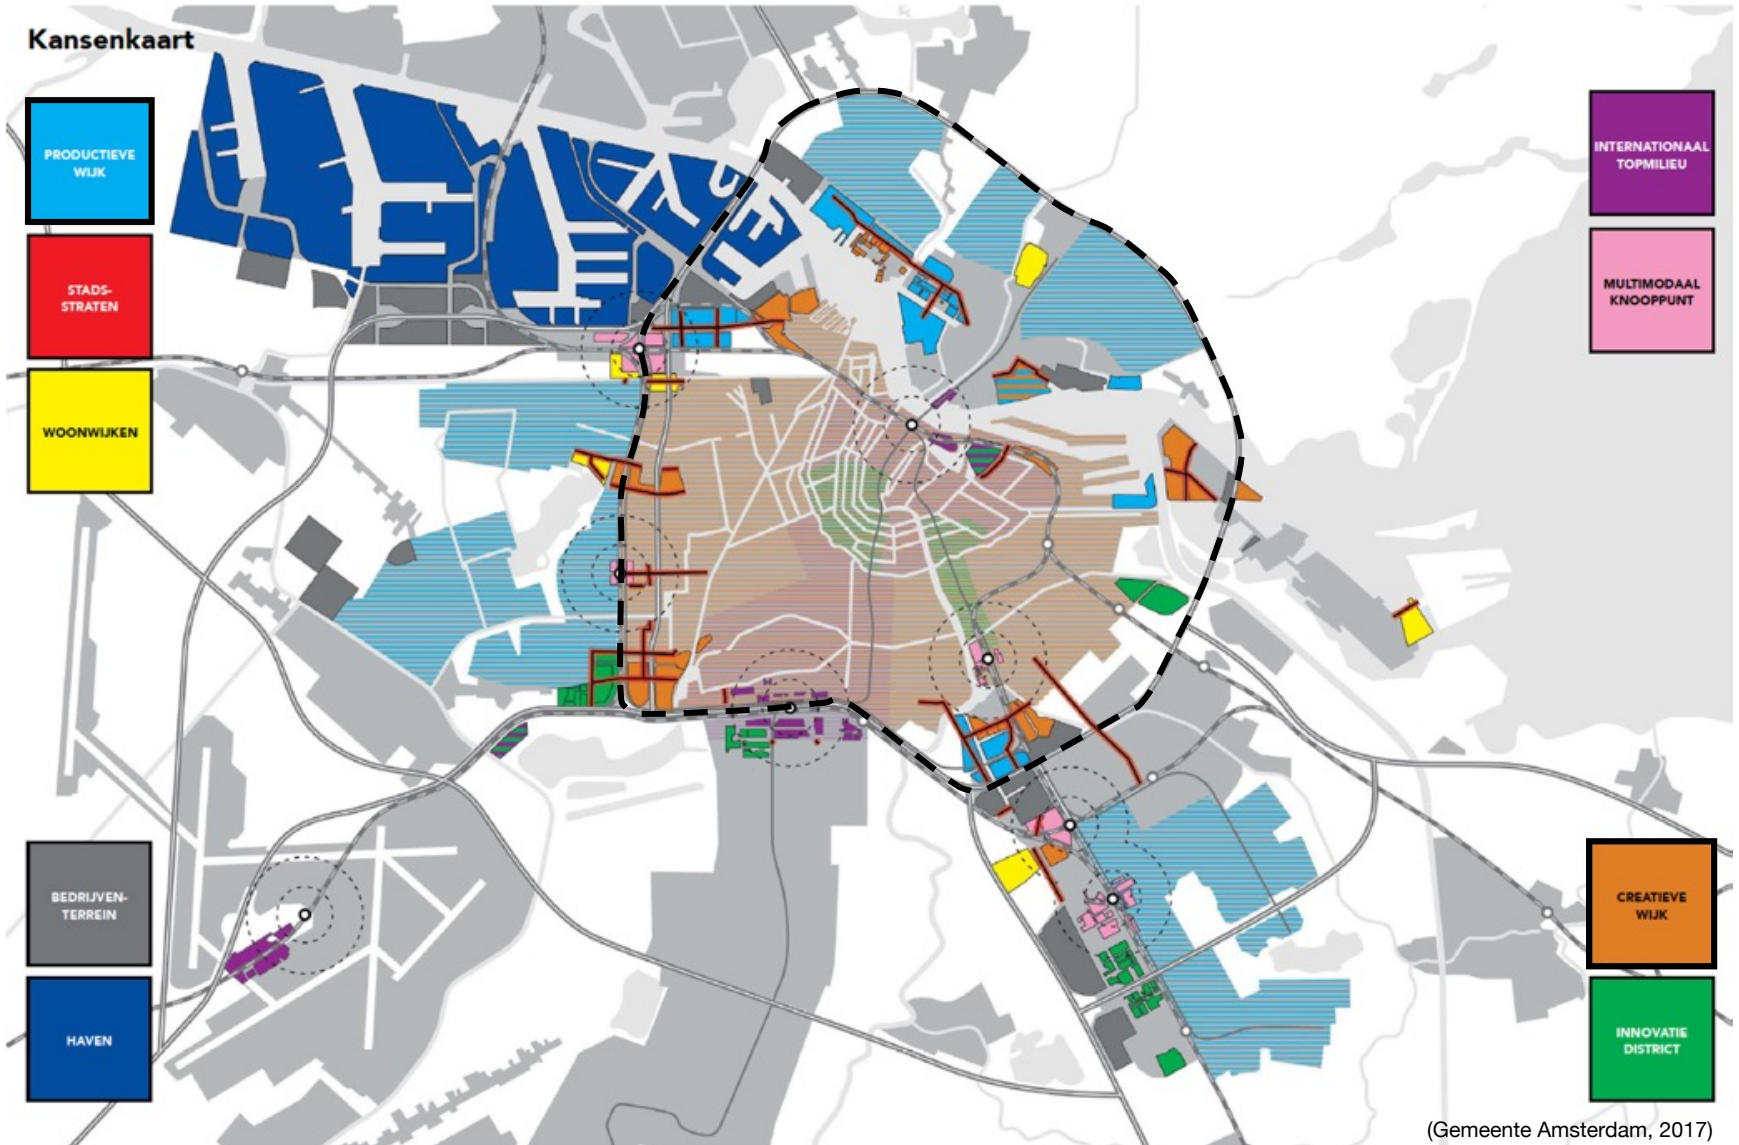 Kansenkaart
PRODUCTIEVE
WIJK
STADS-
STRATEN
WOONWIJKEN
BEDRIJVEN-
TERREIN
HAVEN
INTERNATIONAAL
TOPMILIEU
MULTIMODAAL
KNOOPPUNT
CREATIEVE
WIJK
INNOVATIE
DISTRICT
(Gemeente Amsterdam, 2017)